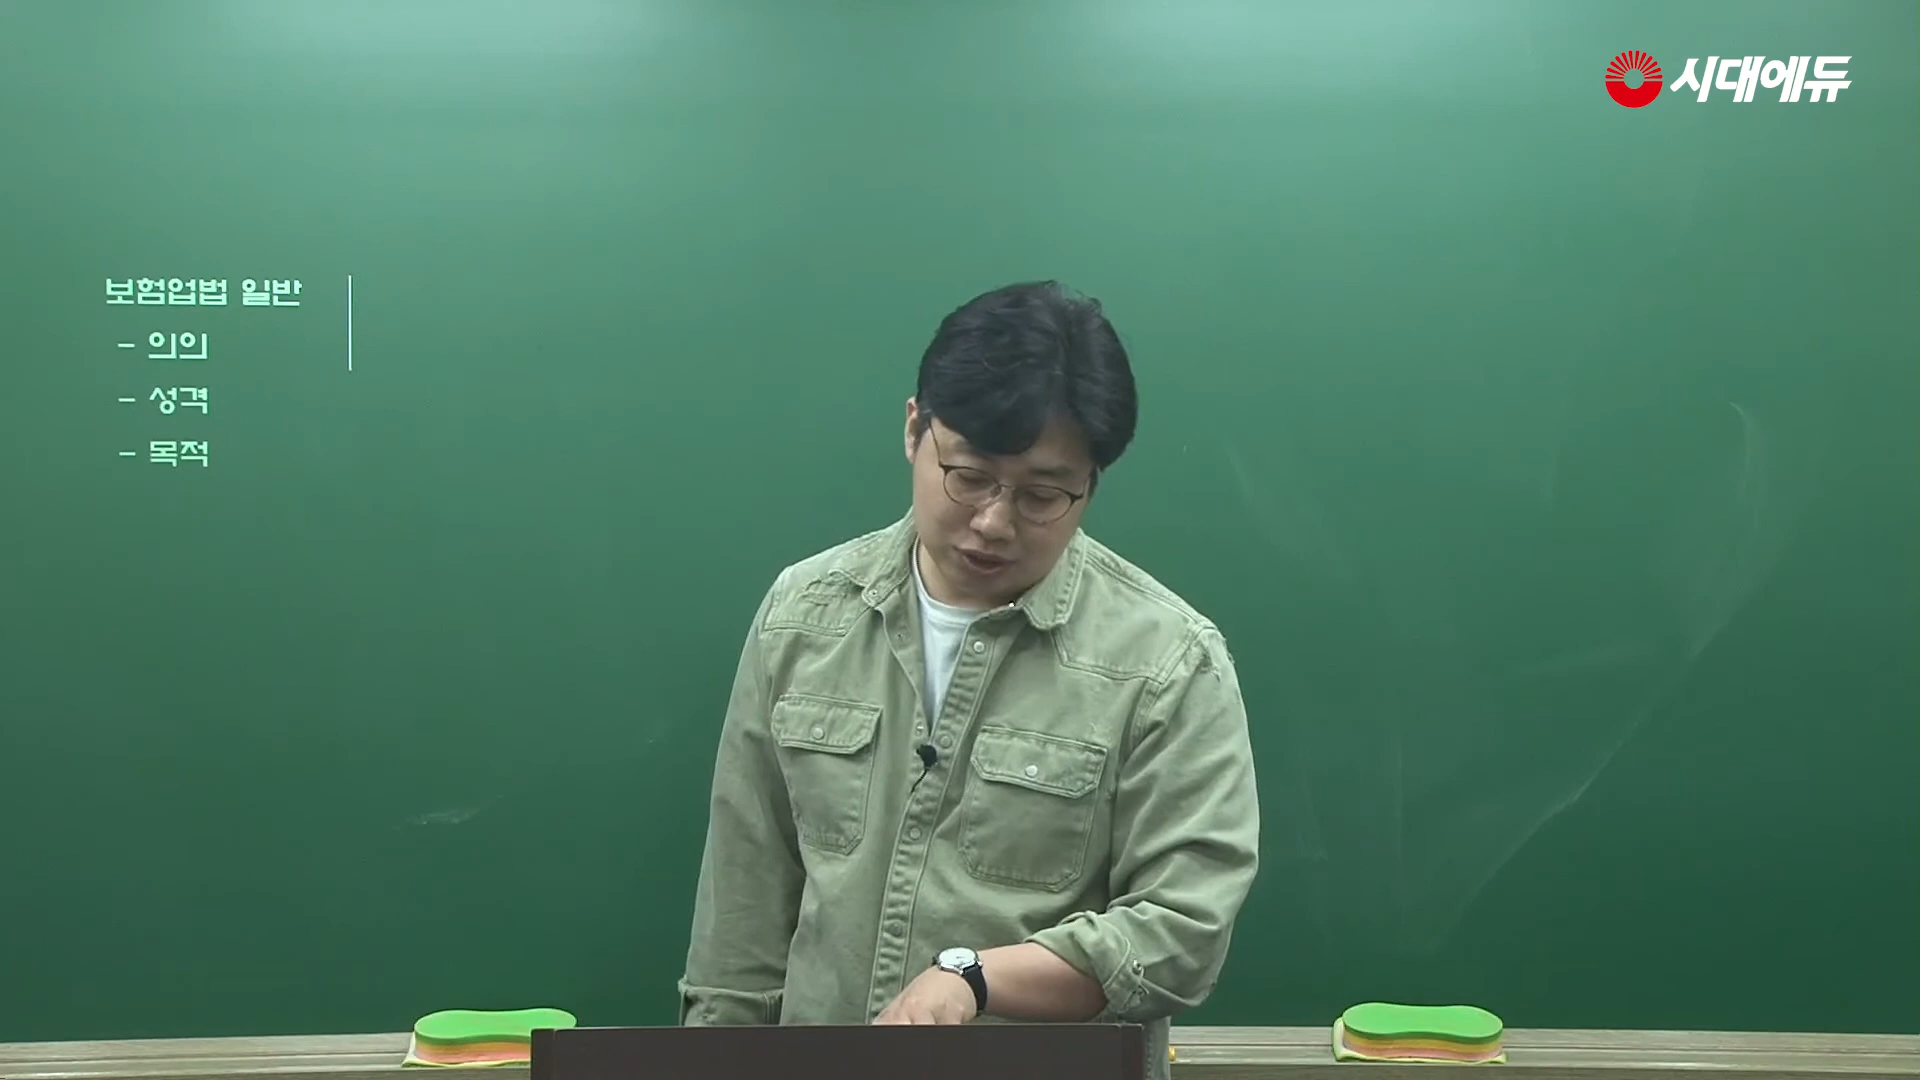 시대에듀
보험업법 일반
- 의의
- 성격
- 목적